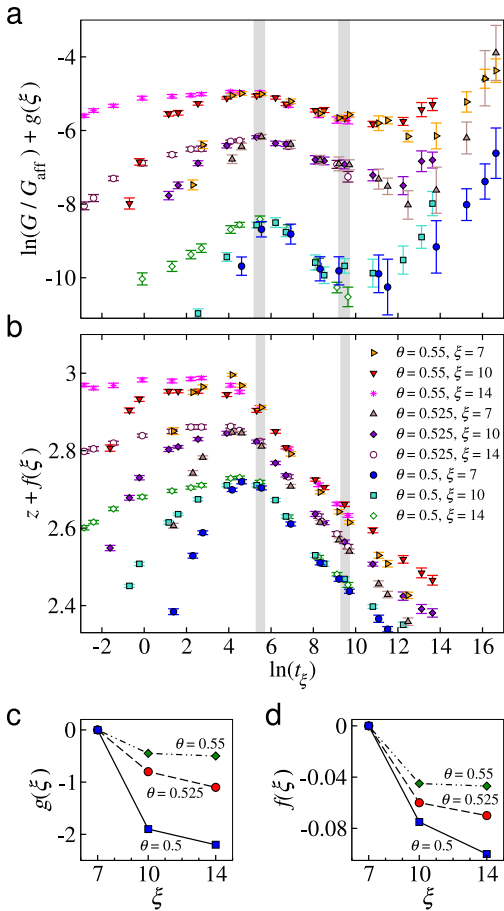 a
-4
-6
-8
-10
ln(G / G_aff) + g(ξ)
b
3
2.8
2.6
2.4
z + f(ξ)
θ = 0.55, ξ = 7
θ = 0.55, ξ = 10
θ = 0.55, ξ = 14
θ = 0.525, ξ = 7
θ = 0.525, ξ = 10
θ = 0.525, ξ = 14
θ = 0.5, ξ = 7
θ = 0.5, ξ = 10
θ = 0.5, ξ = 14
-2 0 2 4 6 8 10 12 14 16
ln(t_ξ)
c
0
-1
-2
g(ξ)
θ = 0.55
θ = 0.525
θ = 0.5
7 10 14
ξ
d
0
-0.04
-0.08
f(ξ)
θ = 0.55
θ = 0.525
θ = 0.5
7 10 14
ξ